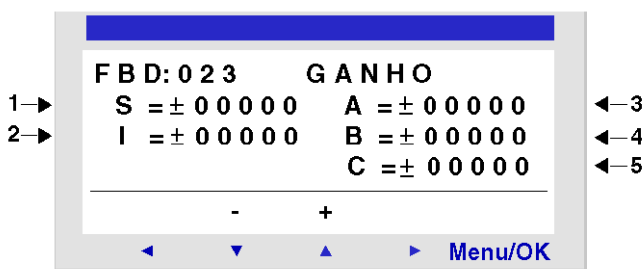 FBD:023 GANHO
1 S =±00000 A =±00000 3
2 I =±00000 B =±00000 4
C =±00000 5
- +
Menu/OK